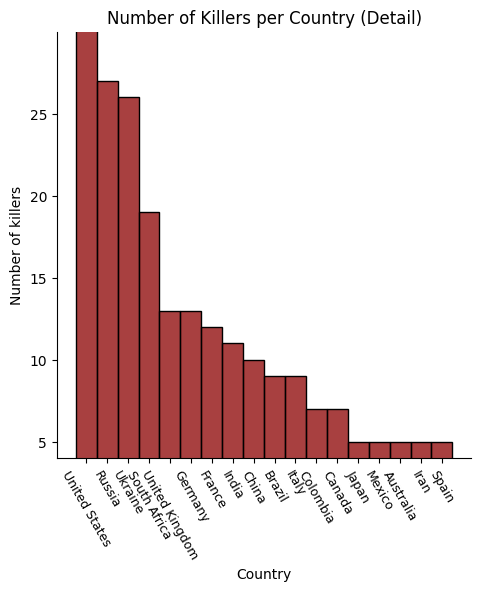 Number of Killers per Country (Detail)
Number of killers
25
20
15
10
5
United States
Russia
Ukraine
South Africa
United Kingdom
Germany
France
India
China
Brazil
Italy
Colombia
Canada
Japan
Mexico
Australia
Iran
Spain
Country